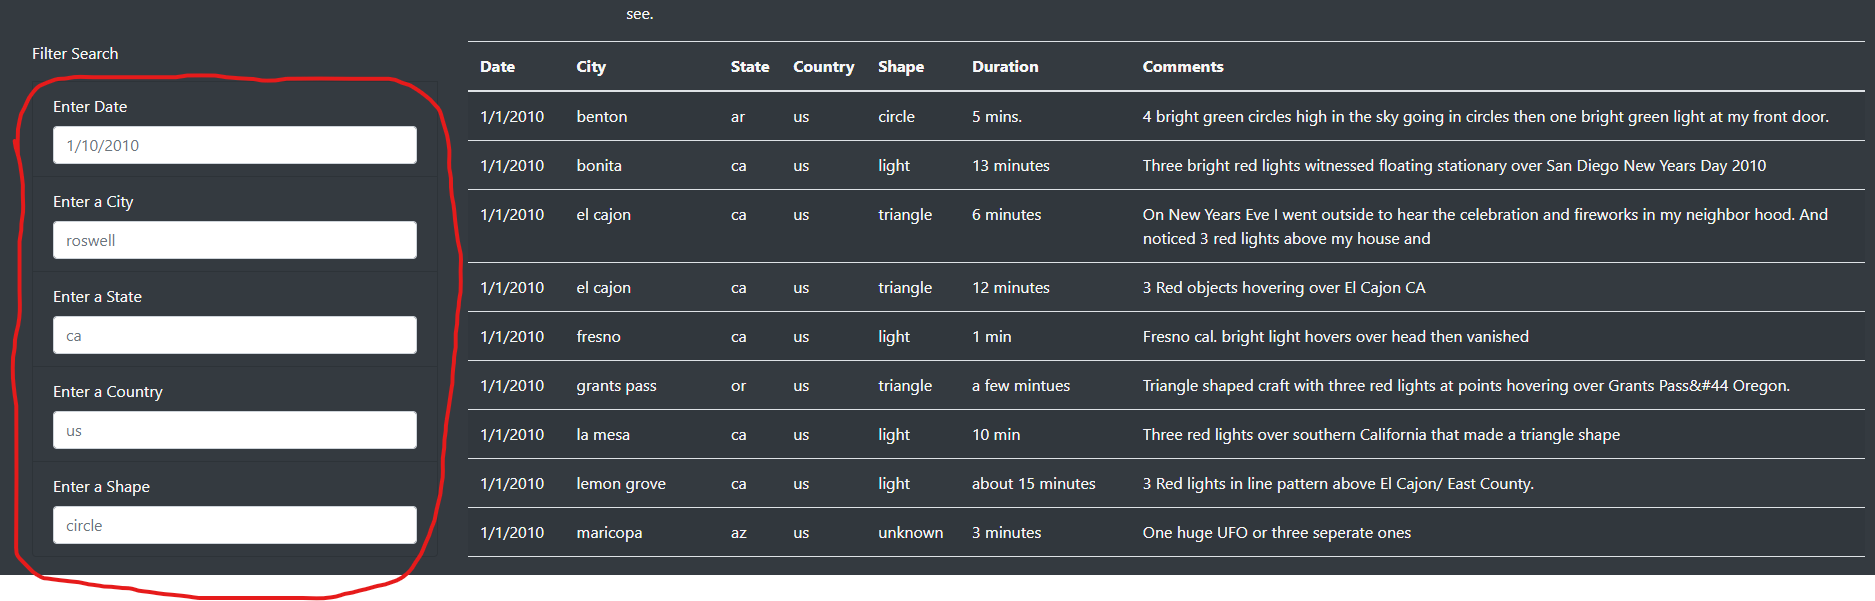 see.
Filter Search
Enter Date
1/10/2010
Enter a City
roswell
Enter a State
ca
Enter a Country
us
Enter a Shape
circle
Date City State Country Shape Duration Comments
1/1/2010 benton ar us circle 5 mins. 4 bright green circles high in the sky going in circles then one bright green light at my front door.
1/1/2010 bonita ca us light 13 minutes Three bright red lights witnessed floating stationary over San Diego New Years Day 2010
1/1/2010 el cajon ca us triangle 6 minutes On New Years Eve I went outside to hear the celebration and fireworks in my neighbor hood. And
noticed 3 red lights above my house and
1/1/2010 el cajon ca us triangle 12 minutes 3 Red objects hovering over El Cajon CA
1/1/2010 fresno ca us light 1 min Fresno cal. bright light hovers over head then vanished
1/1/2010 grants pass or us triangle a few mintues Triangle shaped craft with three red lights at points hovering over Grants Pass&#44 Oregon.
1/1/2010 la mesa ca us light 10 min Three red lights over southern California that made a triangle shape
1/1/2010 lemon grove ca us light about 15 minutes 3 Red lights in line pattern above El Cajon/ East County.
1/1/2010 maricopa az us unknown 3 minutes One huge UFO or three seperate ones